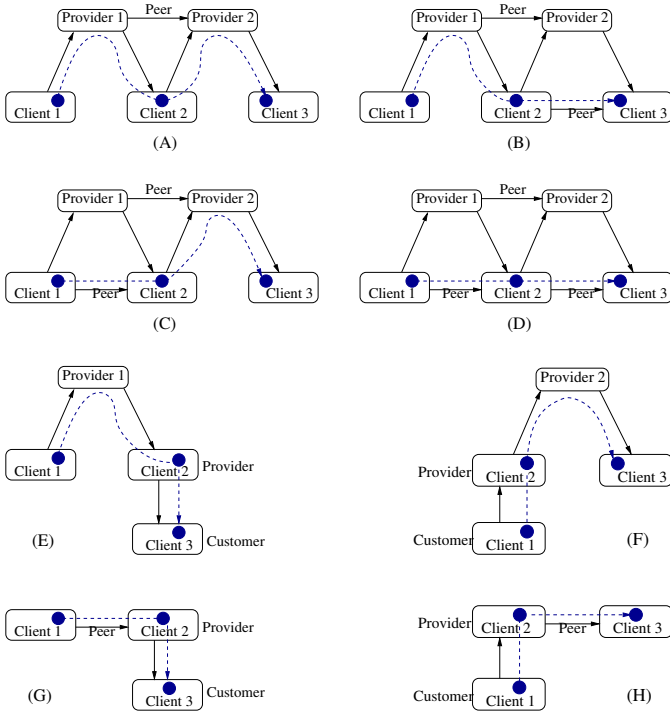 Peer
Provider 1
Provider 2
Client 1
Client 2
Client 3
(A)
Peer
Provider 1
Provider 2
Client 1
Client 2
Client 3
Peer
(B)
Peer
Provider 1
Provider 2
Client 1
Client 2
Client 3
Peer
(C)
Peer
Provider 1
Provider 2
Client 1
Client 2
Client 3
Peer
Peer
(D)
Provider 1
Client 1
Client 2
Provider
Client 3
Customer
(E)
Provider 2
Provider
Client 2
Client 3
Customer
Client 1
(F)
Client 1
Peer
Client 2
Provider
Client 3
Customer
(G)
Provider
Client 2
Peer
Client 3
Customer
Client 1
(H)